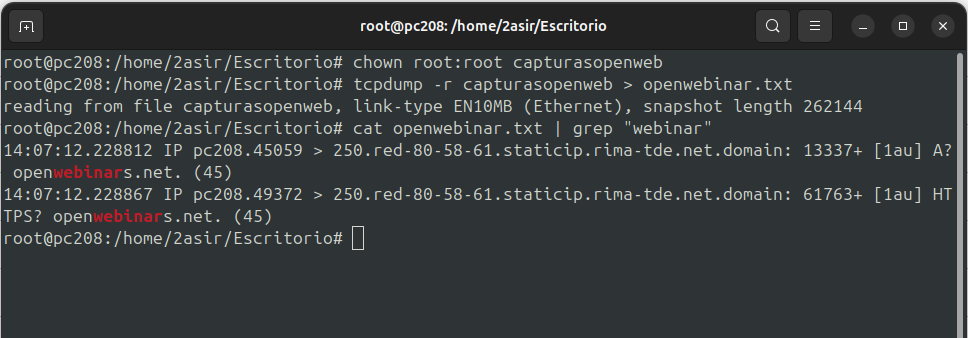 root@pc208: /home/2asir/Escritorio
root@pc208:/home/2asir/Escritorio# chown root:root capturasopenweb
root@pc208:/home/2asir/Escritorio# tcpdump -r capturasopenweb > openwebinar.txt
reading from file capturasopenweb, link-type EN10MB (Ethernet), snapshot length 262144
root@pc208:/home/2asir/Escritorio# cat openwebinar.txt | grep "webinar"
14:07:12.228812 IP pc208.45059 > 250.red-80-58-61.staticip.rima-tde.net.domain: 13337+ [1au] A?
 openwebinars.net. (45)
14:07:12.228867 IP pc208.49372 > 250.red-80-58-61.staticip.rima-tde.net.domain: 61763+ [1au] HT
TPS? openwebinars.net. (45)
root@pc208:/home/2asir/Escritorio#